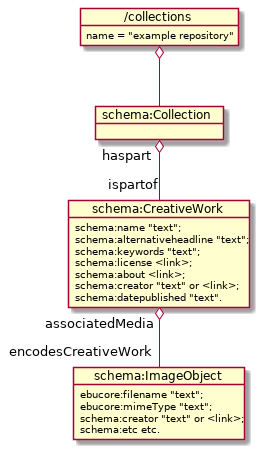 /collections
name = "example repository"
schema:Collection
haspart
ispartof
schema:CreativeWork
schema:name "text";
schema:alternativeheadline "text";
schema:keywords "text";
schema:license <link>;
schema:about <link>;
schema:creator "text" or <link>;
schema:datepublished "text".
associatedMedia
encodesCreativeWork
schema:ImageObject
ebucore:filename "text";
ebucore:mimeType "text";
schema:creator "text" or <link>;
schema:etc etc.